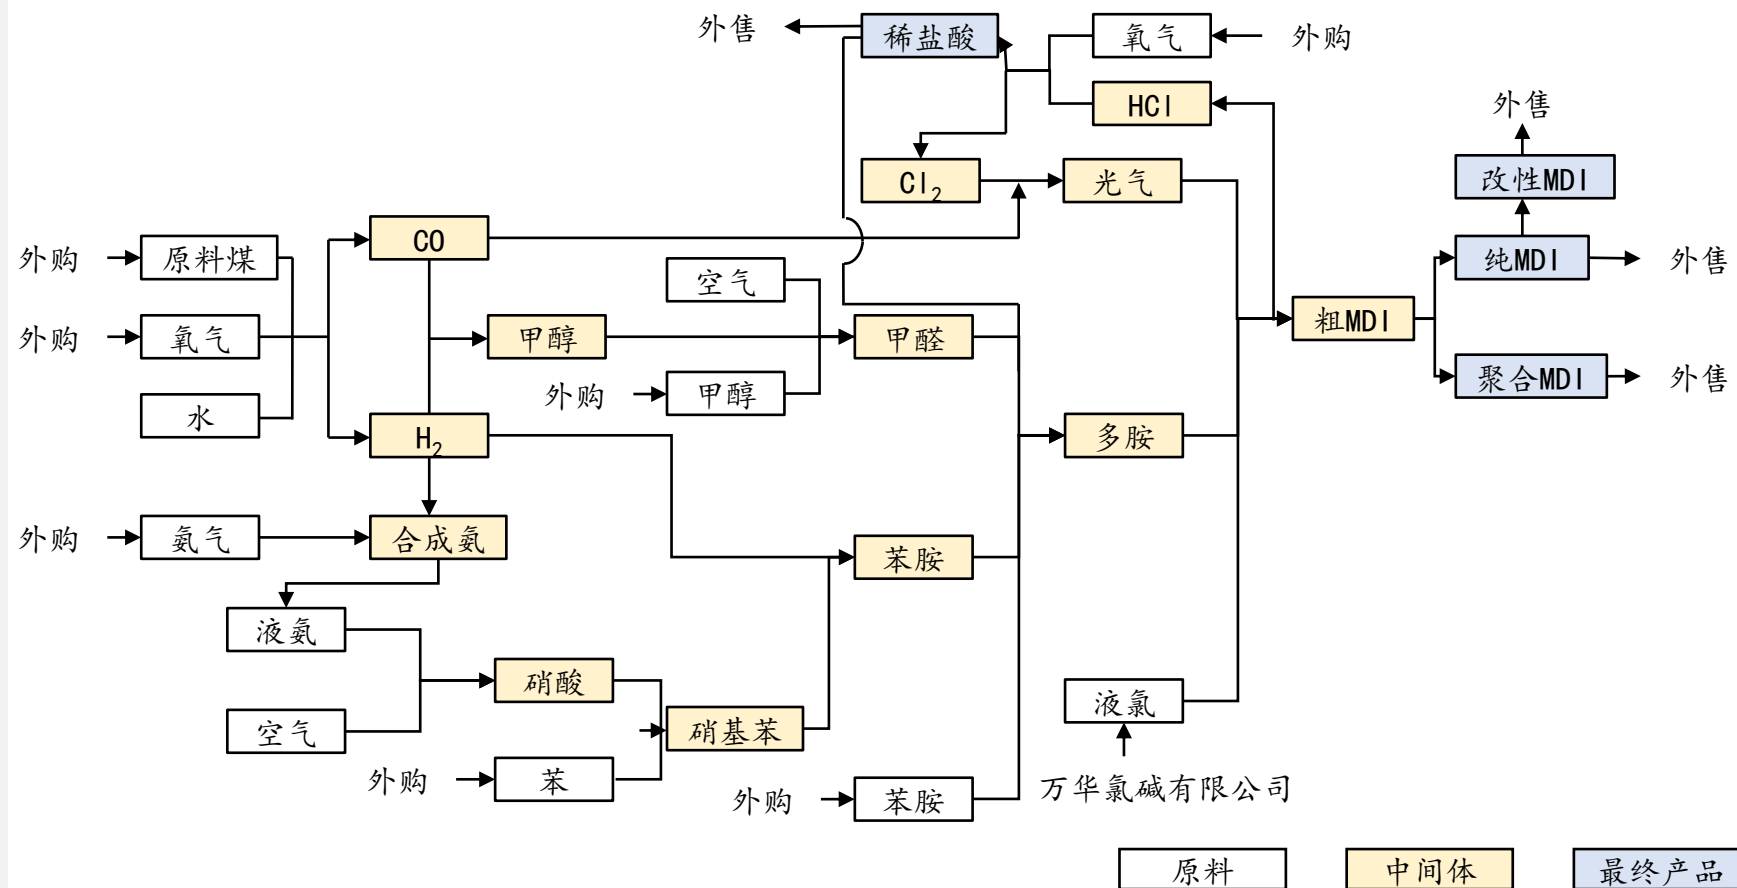 外售
稀盐酸
氧气
外购
HCl
外售
Cl₂
光气
改性MDI
CO
外购
原料煤
空气
纯MDI
外售
外购
氧气
甲醇
甲醛
粗MDI
外购
甲醇
聚合MDI
外售
水
H₂
多胺
外购
氨气
合成氨
苯胺
液氨
硝酸
液氯
空气
硝基苯
外购
苯
外购
苯胺
万华氯碱有限公司
原料
中间体
最终产品